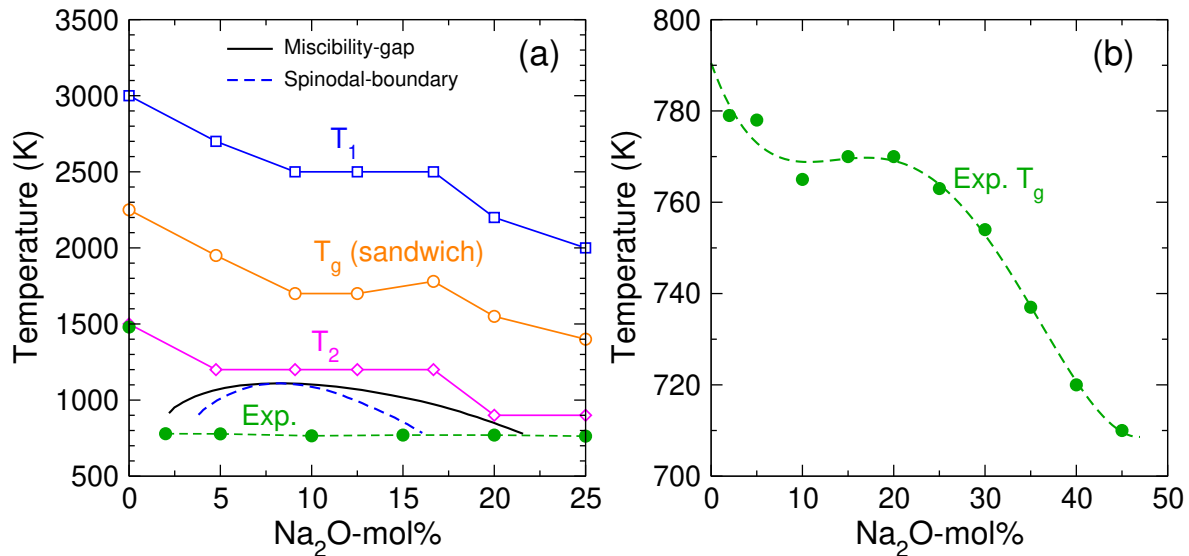 3500
3000
2500
2000
1500
1000
500
Temperature (K)
Miscibility-gap
Spinodal-boundary
(a)
T1
Tg (sandwich)
T2
Exp.
0 5 10 15 20 25
Na2O-mol%
800
780
760
740
720
700
Temperature (K)
(b)
Exp. Tg
0 10 20 30 40 50
Na2O-mol%